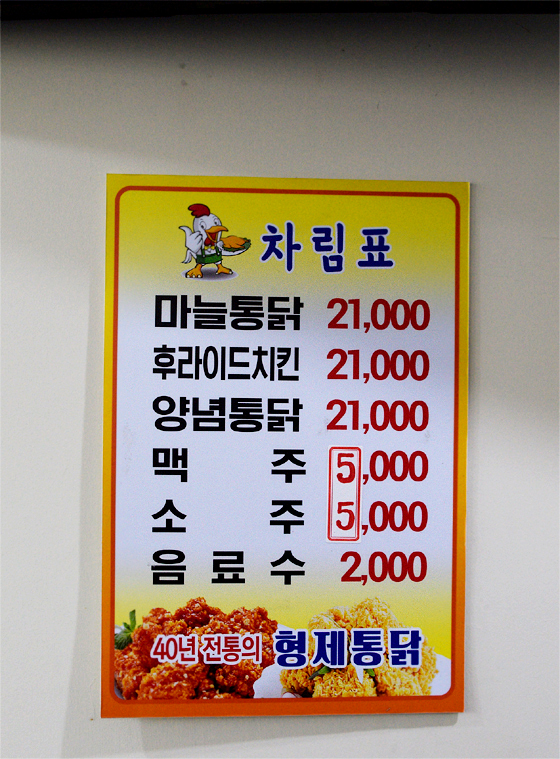 차림표
마늘통닭 21,000
후라이드치킨 21,000
양념통닭 21,000
맥 주 5,000
소 주 5,000
음료수 2,000
40년 전통의 형제통닭